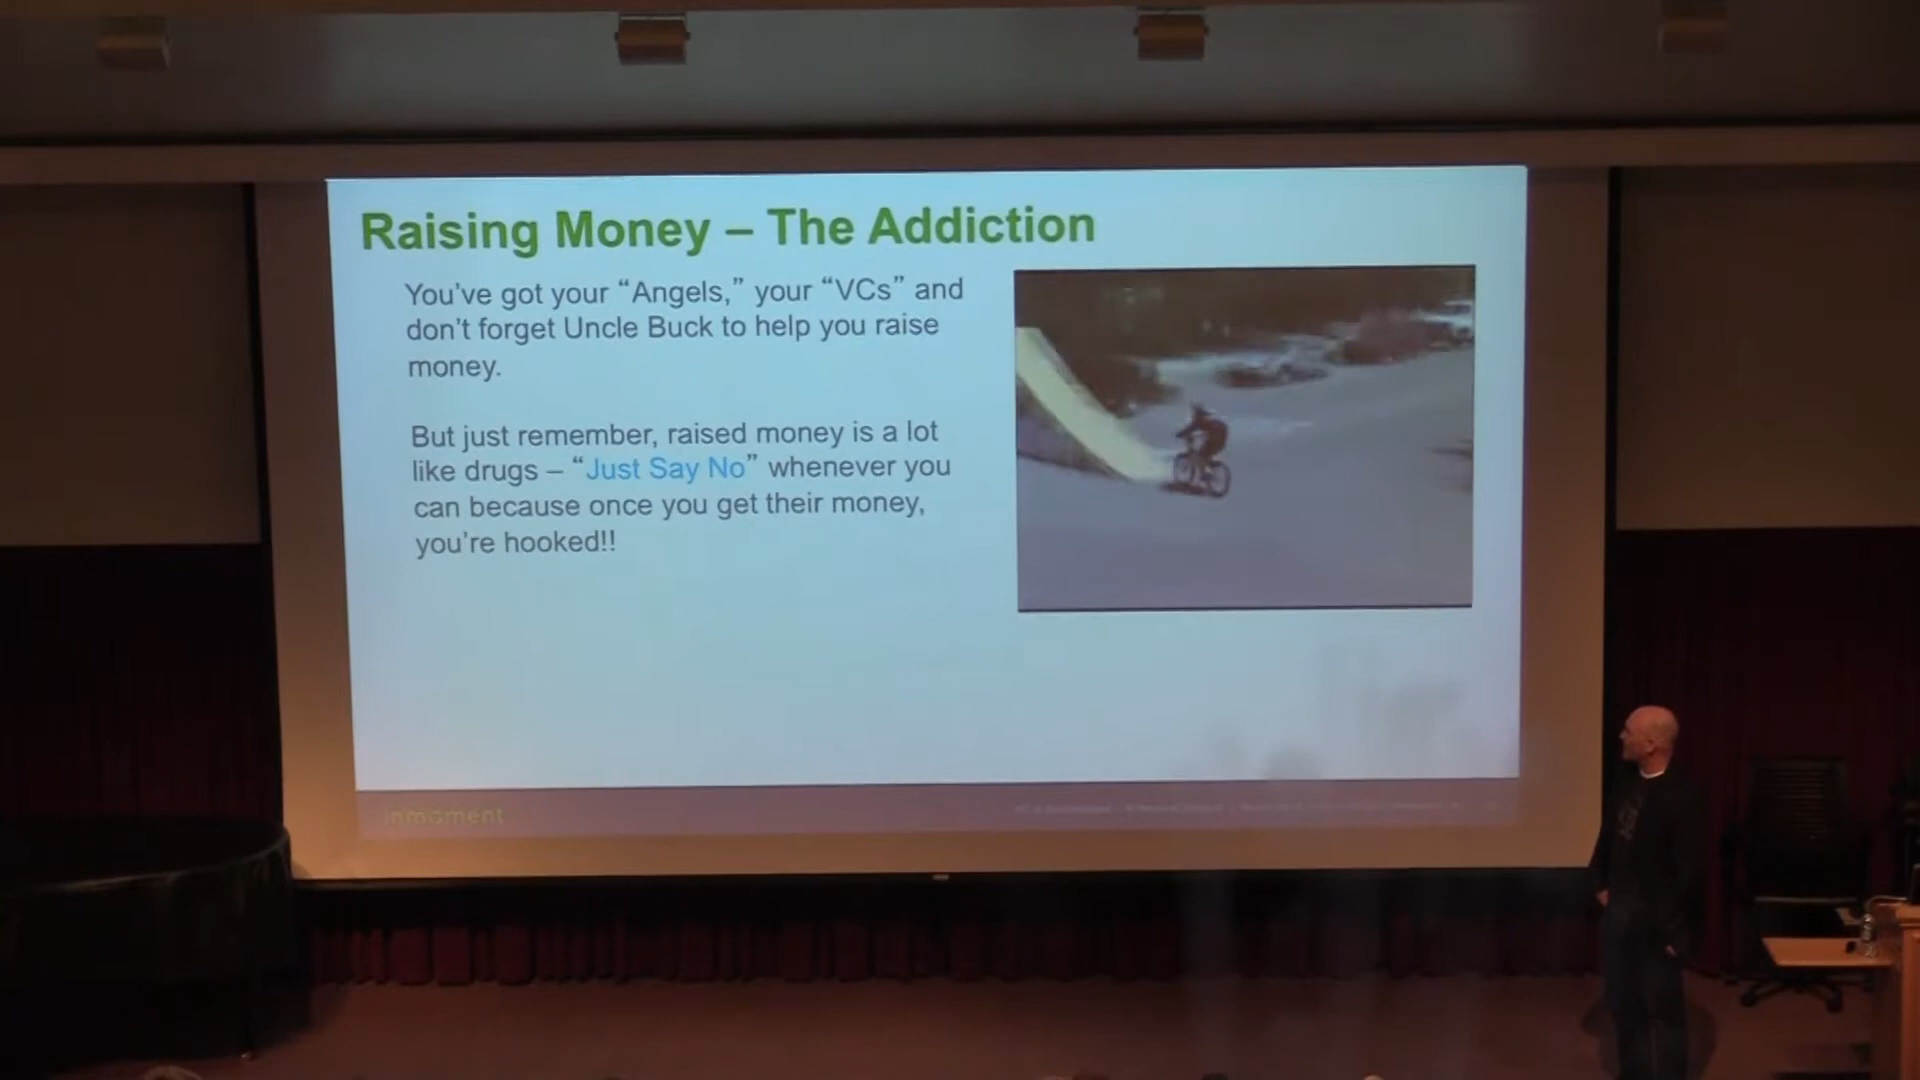 Raising Money – The Addiction
You've got your “Angels,” your “VCs” and
don't forget Uncle Buck to help you raise
money.
But just remember, raised money is a lot
like drugs – “Just Say No” whenever you
can because once you get their money,
you're hooked!!
inmoment